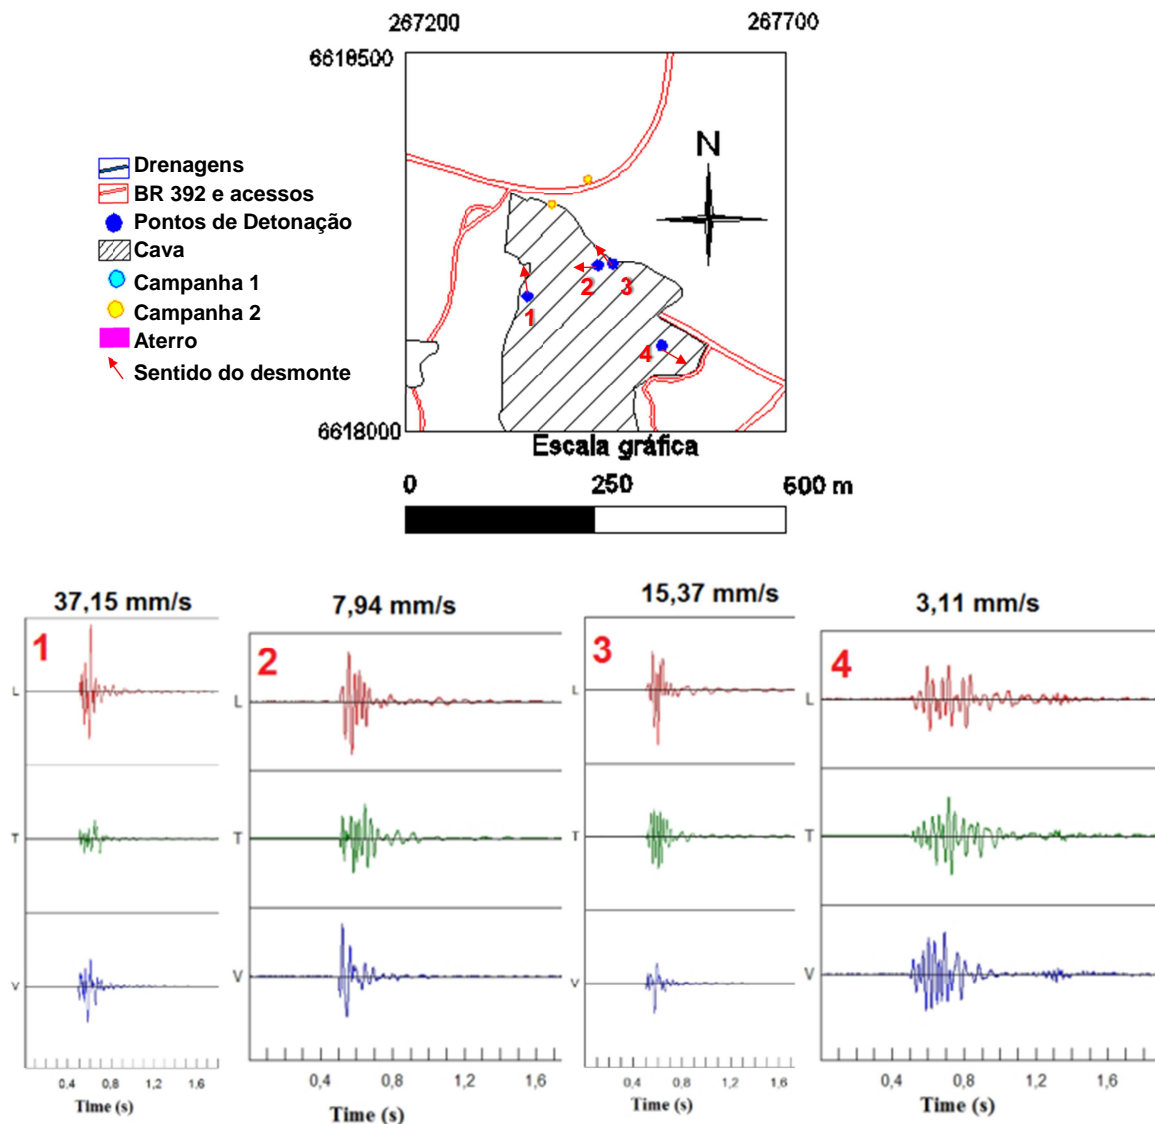 267200 267700
6618500
N
Drenagens
BR 392 e acessos
Pontos de Detonação
Cava
Campanha 1
Campanha 2
Aterro
Sentido do desmonte
1
2
3
4
6618000
Escala gráfica
0 250 500 m
37,15 mm/s 7,94 mm/s 15,37 mm/s 3,11 mm/s
1 2 3 4
L L L L
T T T T
V V V V
0,4 0,8 1,2 1,6
Time (s)
0,4 0,8 1,2 1,6
Time (s)
0,4 0,8 1,2 1,6
Time (s)
0,4 0,8 1,2 1,6
Time (s)